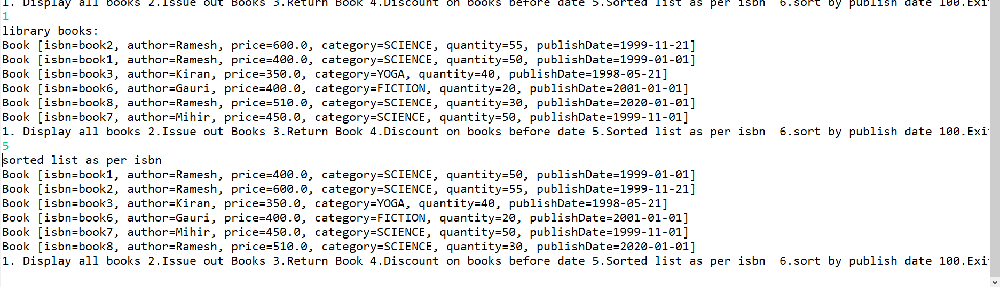 1. Display all books 2.Issue out Books 3.Return Book 4.Discount on books before date 5.Sorted list as per isbn  6.sort by publish date 100.Exit
1
library books:
Book [isbn=book2, author=Ramesh, price=600.0, category=SCIENCE, quantity=55, publishDate=1999-11-21]
Book [isbn=book1, author=Ramesh, price=400.0, category=SCIENCE, quantity=50, publishDate=1999-01-01]
Book [isbn=book3, author=Kiran, price=350.0, category=YOGA, quantity=40, publishDate=1998-05-21]
Book [isbn=book6, author=Gauri, price=400.0, category=FICTION, quantity=20, publishDate=2001-01-01]
Book [isbn=book8, author=Ramesh, price=510.0, category=SCIENCE, quantity=30, publishDate=2020-01-01]
Book [isbn=book7, author=Mihir, price=450.0, category=SCIENCE, quantity=50, publishDate=1999-11-01]
1. Display all books 2.Issue out Books 3.Return Book 4.Discount on books before date 5.Sorted list as per isbn  6.sort by publish date 100.Exit
5
sorted list as per isbn
Book [isbn=book1, author=Ramesh, price=400.0, category=SCIENCE, quantity=50, publishDate=1999-01-01]
Book [isbn=book2, author=Ramesh, price=600.0, category=SCIENCE, quantity=55, publishDate=1999-11-21]
Book [isbn=book3, author=Kiran, price=350.0, category=YOGA, quantity=40, publishDate=1998-05-21]
Book [isbn=book6, author=Gauri, price=400.0, category=FICTION, quantity=20, publishDate=2001-01-01]
Book [isbn=book7, author=Mihir, price=450.0, category=SCIENCE, quantity=50, publishDate=1999-11-01]
Book [isbn=book8, author=Ramesh, price=510.0, category=SCIENCE, quantity=30, publishDate=2020-01-01]
1. Display all books 2.Issue out Books 3.Return Book 4.Discount on books before date 5.Sorted list as per isbn  6.sort by publish date 100.Exit